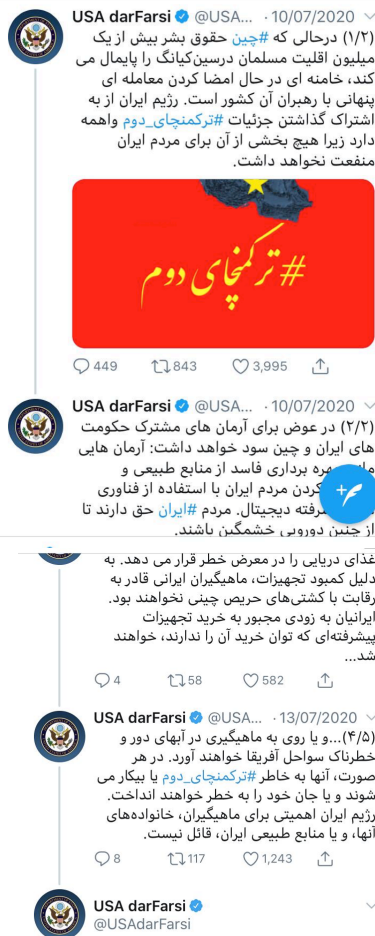 USA darFarsi @USA... · 10/07/2020
(۱/۲) درحالی که #چین حقوق بشر بیش از یک
میلیون اقلیت مسلمان درسین‌کیانگ را پایمال می
کند، خامنه ای در حال امضا کردن معامله ای
پنهانی با رهبران آن کشور است. رژیم ایران از به
اشتراک گذاشتن جزئیات #ترکمنچای_دوم واهمه
دارد زیرا هیچ بخشی از آن برای مردم ایران
منفعت نخواهد داشت.
#ترکمنچای دوم
449 843 3,995
USA darFarsi @USA... · 10/07/2020
(۲/۲) در عوض برای آرمان های مشترک حکومت
های ایران و چین سود خواهد داشت: آرمان هایی
بهره برداری فاسد از منابع طبیعی و
کردن مردم ایران با استفاده از فناوری
دیجیتال. مردم #ایران حق دارند تا
از چنین دورویی خشمگین باشند.
غذای دریایی را در معرض خطر قرار می دهد. به
دلیل کمبود تجهیزات، ماهیگیران ایرانی قادر به
رقابت با کشتی‌های حریص چینی نخواهند بود.
ایرانیان به زودی مجبور به خرید تجهیزات
پیشرفته‌ای که توان خرید آن را ندارند، خواهند
شد...
4 58 582
USA darFarsi @USA... · 13/07/2020
(۴/۵)...و یا روی به ماهیگیری در آبهای دور و
خطرناک سواحل آفریقا خواهند آورد. در هر
صورت، آنها به خاطر #ترکمنچای_دوم یا بیکار می
شوند و یا جان خود را به خطر خواهند انداخت.
رژیم ایران اهمیتی برای ماهیگیران، خانواده‌های
آنها، و یا منابع طبیعی ایران، قائل نیست.
8 117 1,243
USA darFarsi
@USAdarFarsi